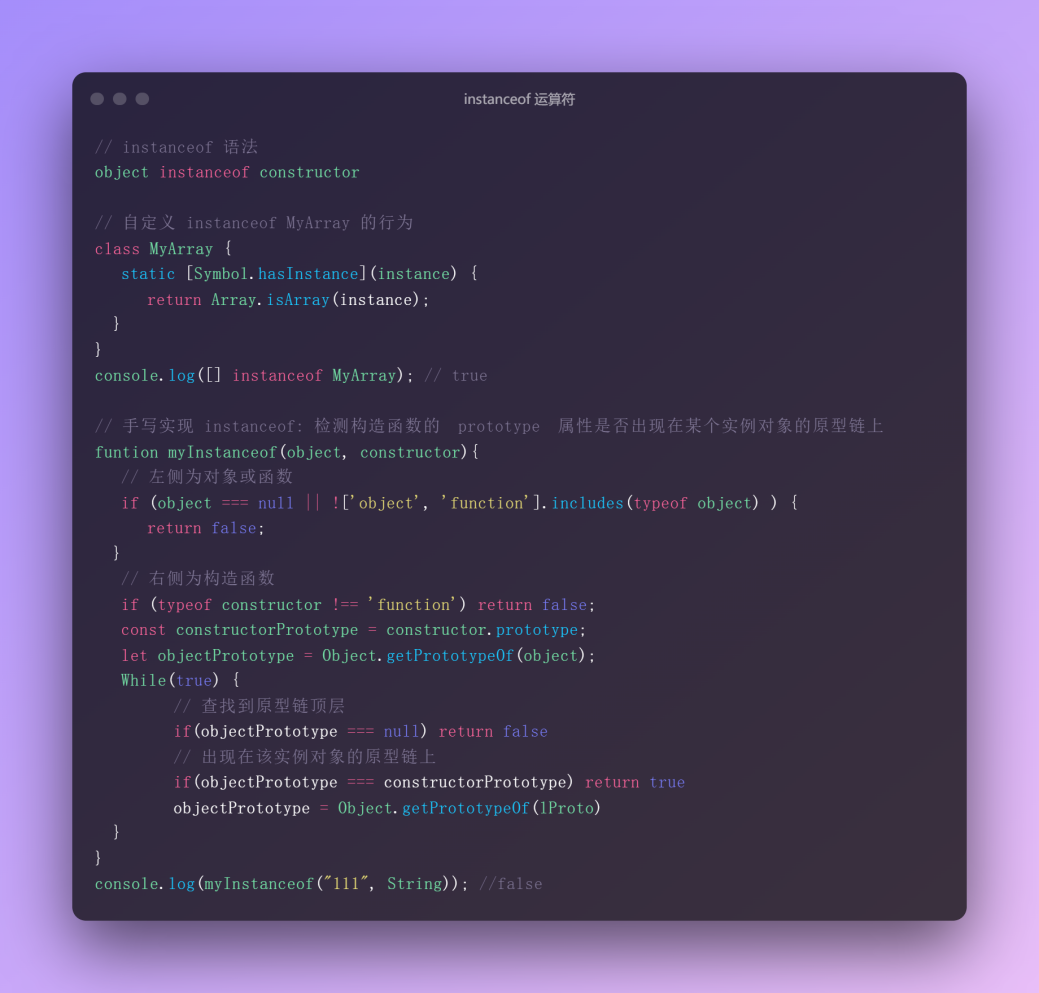 instanceof 运算符
// instanceof 语法
object instanceof constructor
// 自定义 instanceof MyArray 的行为
class MyArray {
static [Symbol.hasInstance](instance) {
return Array.isArray(instance);
}
}
console.log([] instanceof MyArray); // true
// 手写实现 instanceof: 检测构造函数的 prototype 属性是否出现在某个实例对象的原型链上
funtion myInstanceof(object, constructor){
// 左侧为对象或函数
if (object === null || !['object', 'function'].includes(typeof object) ) {
return false;
}
// 右侧为构造函数
if (typeof constructor !== 'function') return false;
const constructorPrototype = constructor.prototype;
let objectPrototype = Object.getPrototypeOf(object);
While(true) {
// 查找到原型链顶层
if(objectPrototype === null) return false
// 出现在该实例对象的原型链上
if(objectPrototype === constructorPrototype) return true
objectPrototype = Object.getPrototypeOf(lProto)
}
}
console.log(myInstanceof("111", String)); //false